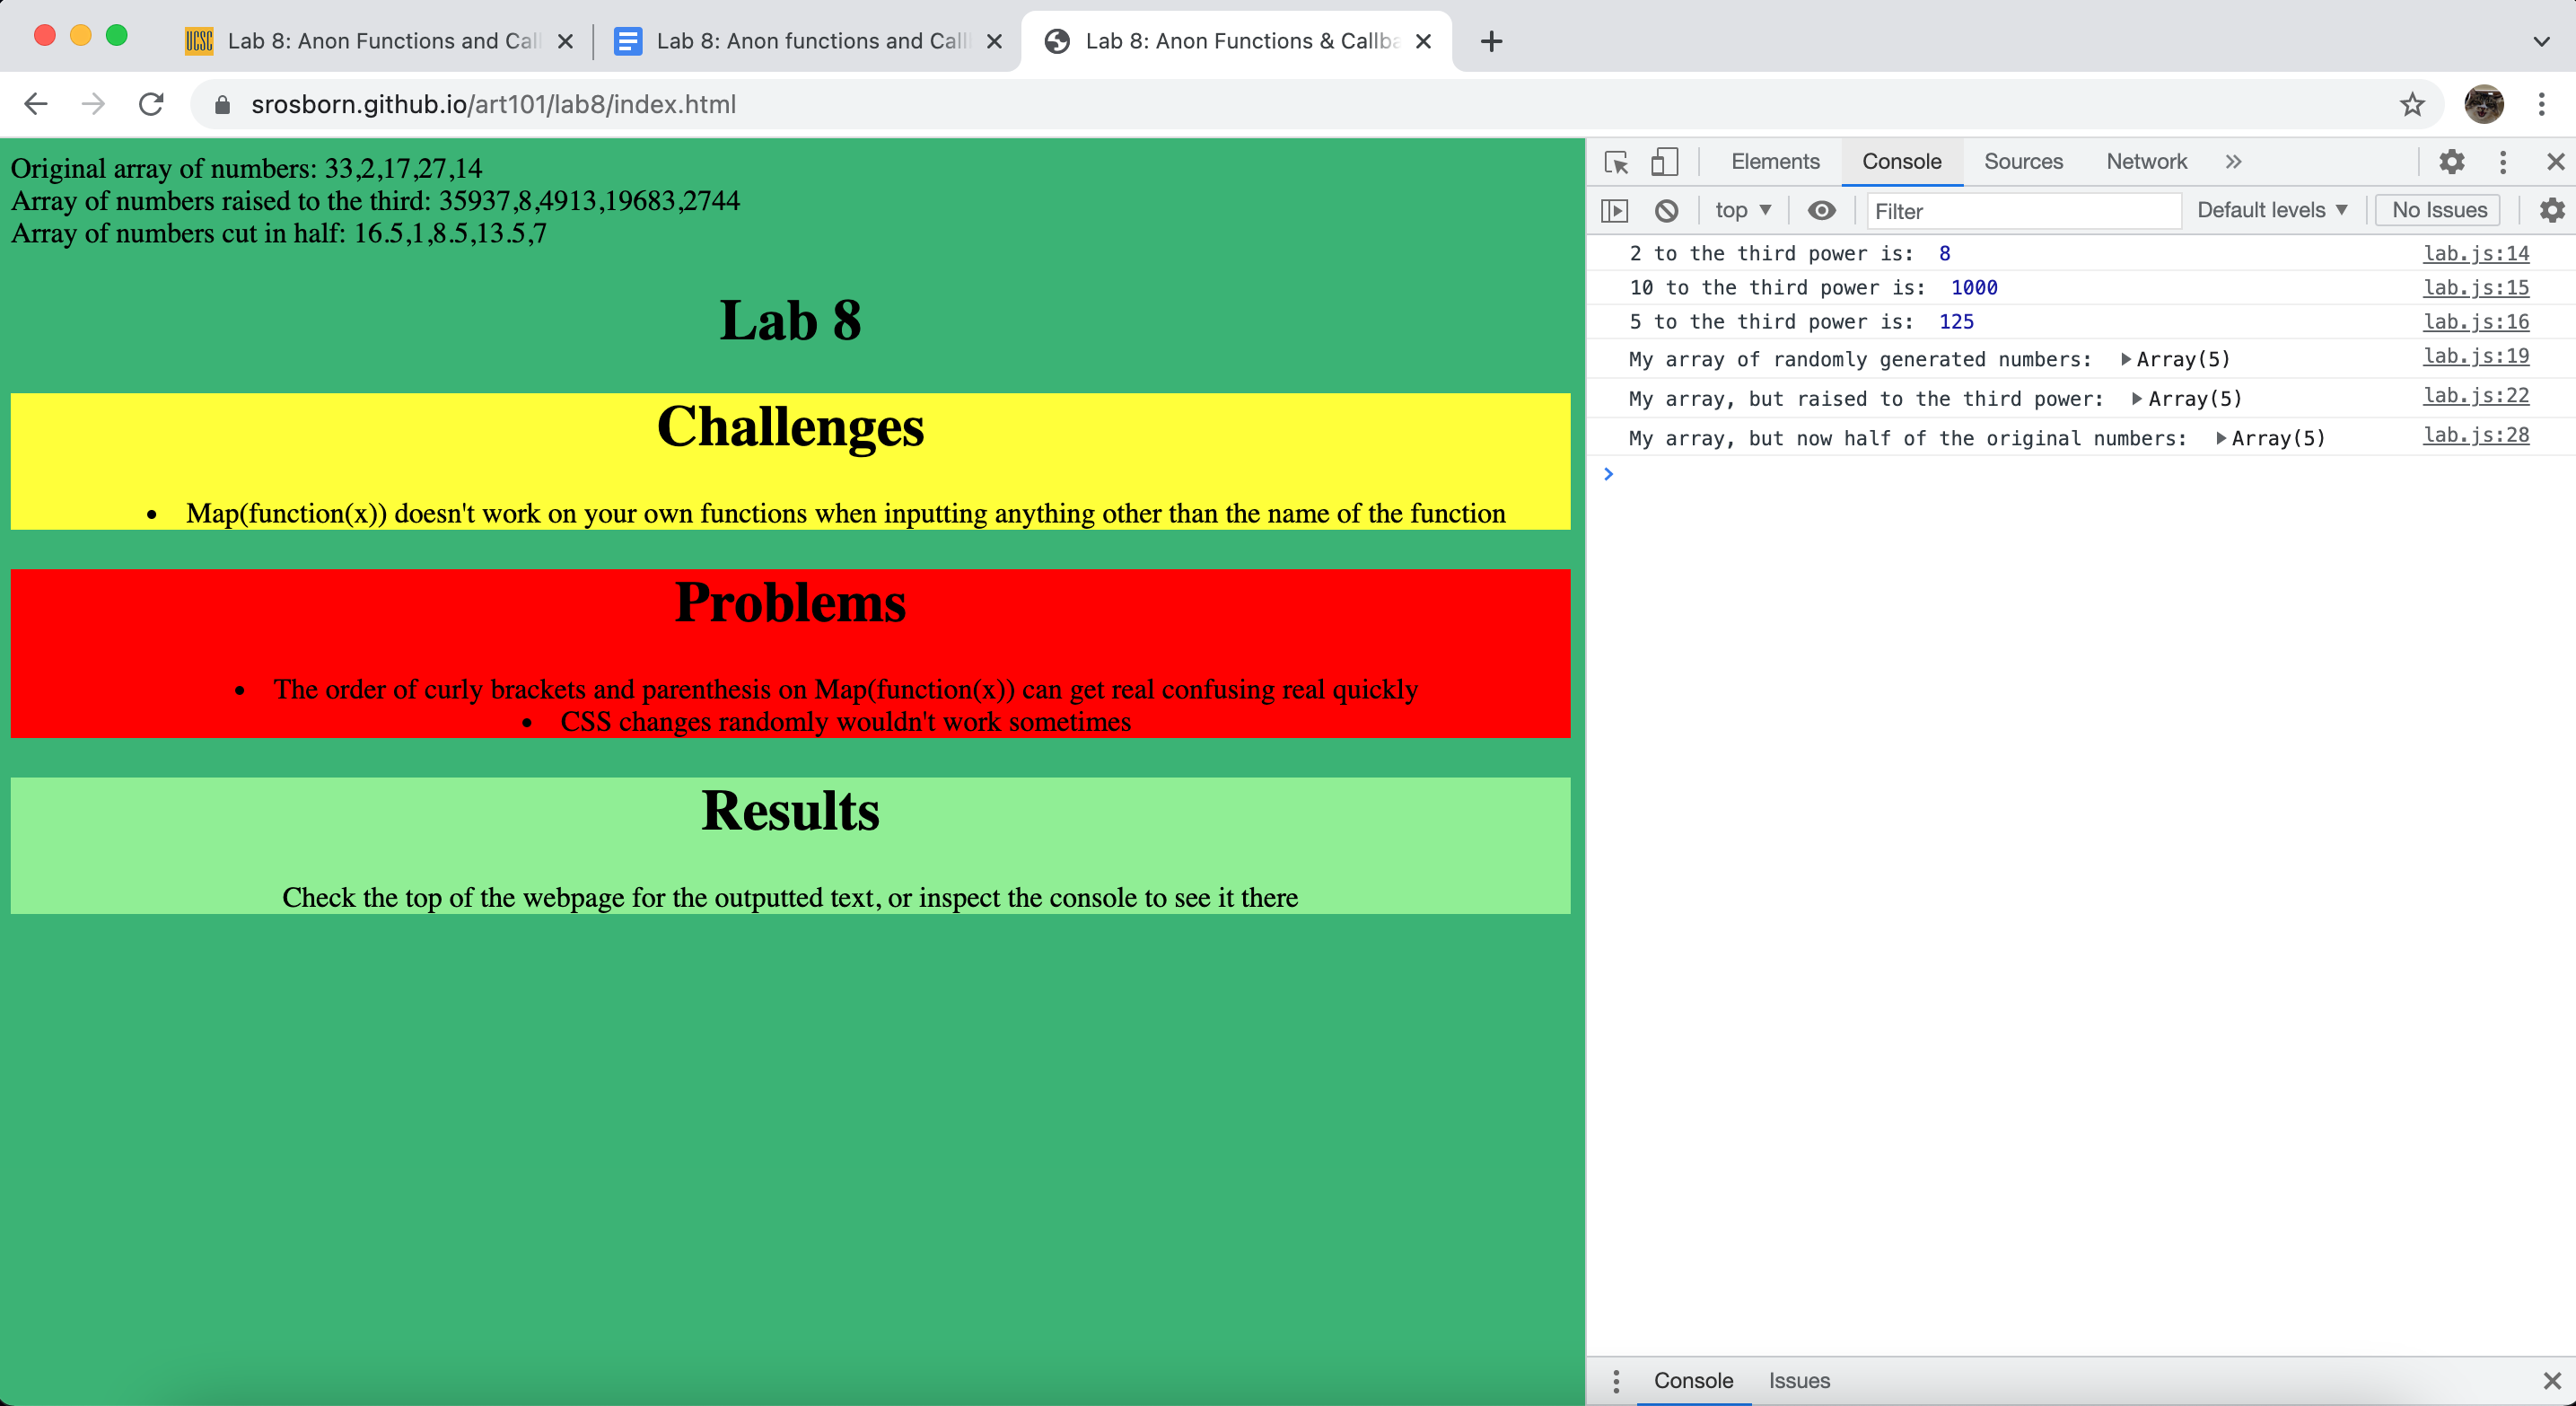 UCSC Lab 8: Anon Functions and Cal
Lab 8: Anon functions and Call
Lab 8: Anon Functions & Callba
srosborn.github.io/art101/lab8/index.html
Original array of numbers: 33,2,17,27,14
Array of numbers raised to the third: 35937,8,4913,19683,2744
Array of numbers cut in half: 16.5,1,8.5,13.5,7
Lab 8
Challenges
• Map(function(x)) doesn't work on your own functions when inputting anything other than the name of the function
Problems
• The order of curly brackets and parenthesis on Map(function(x)) can get real confusing real quickly
• CSS changes randomly wouldn't work sometimes
Results
Check the top of the webpage for the outputted text, or inspect the console to see it there
Elements Console Sources Network
top Filter Default levels No Issues
2 to the third power is: 8 lab.js:14
10 to the third power is: 1000 lab.js:15
5 to the third power is: 125 lab.js:16
My array of randomly generated numbers: Array(5) lab.js:19
My array, but raised to the third power: Array(5) lab.js:22
My array, but now half of the original numbers: Array(5) lab.js:28
Console Issues